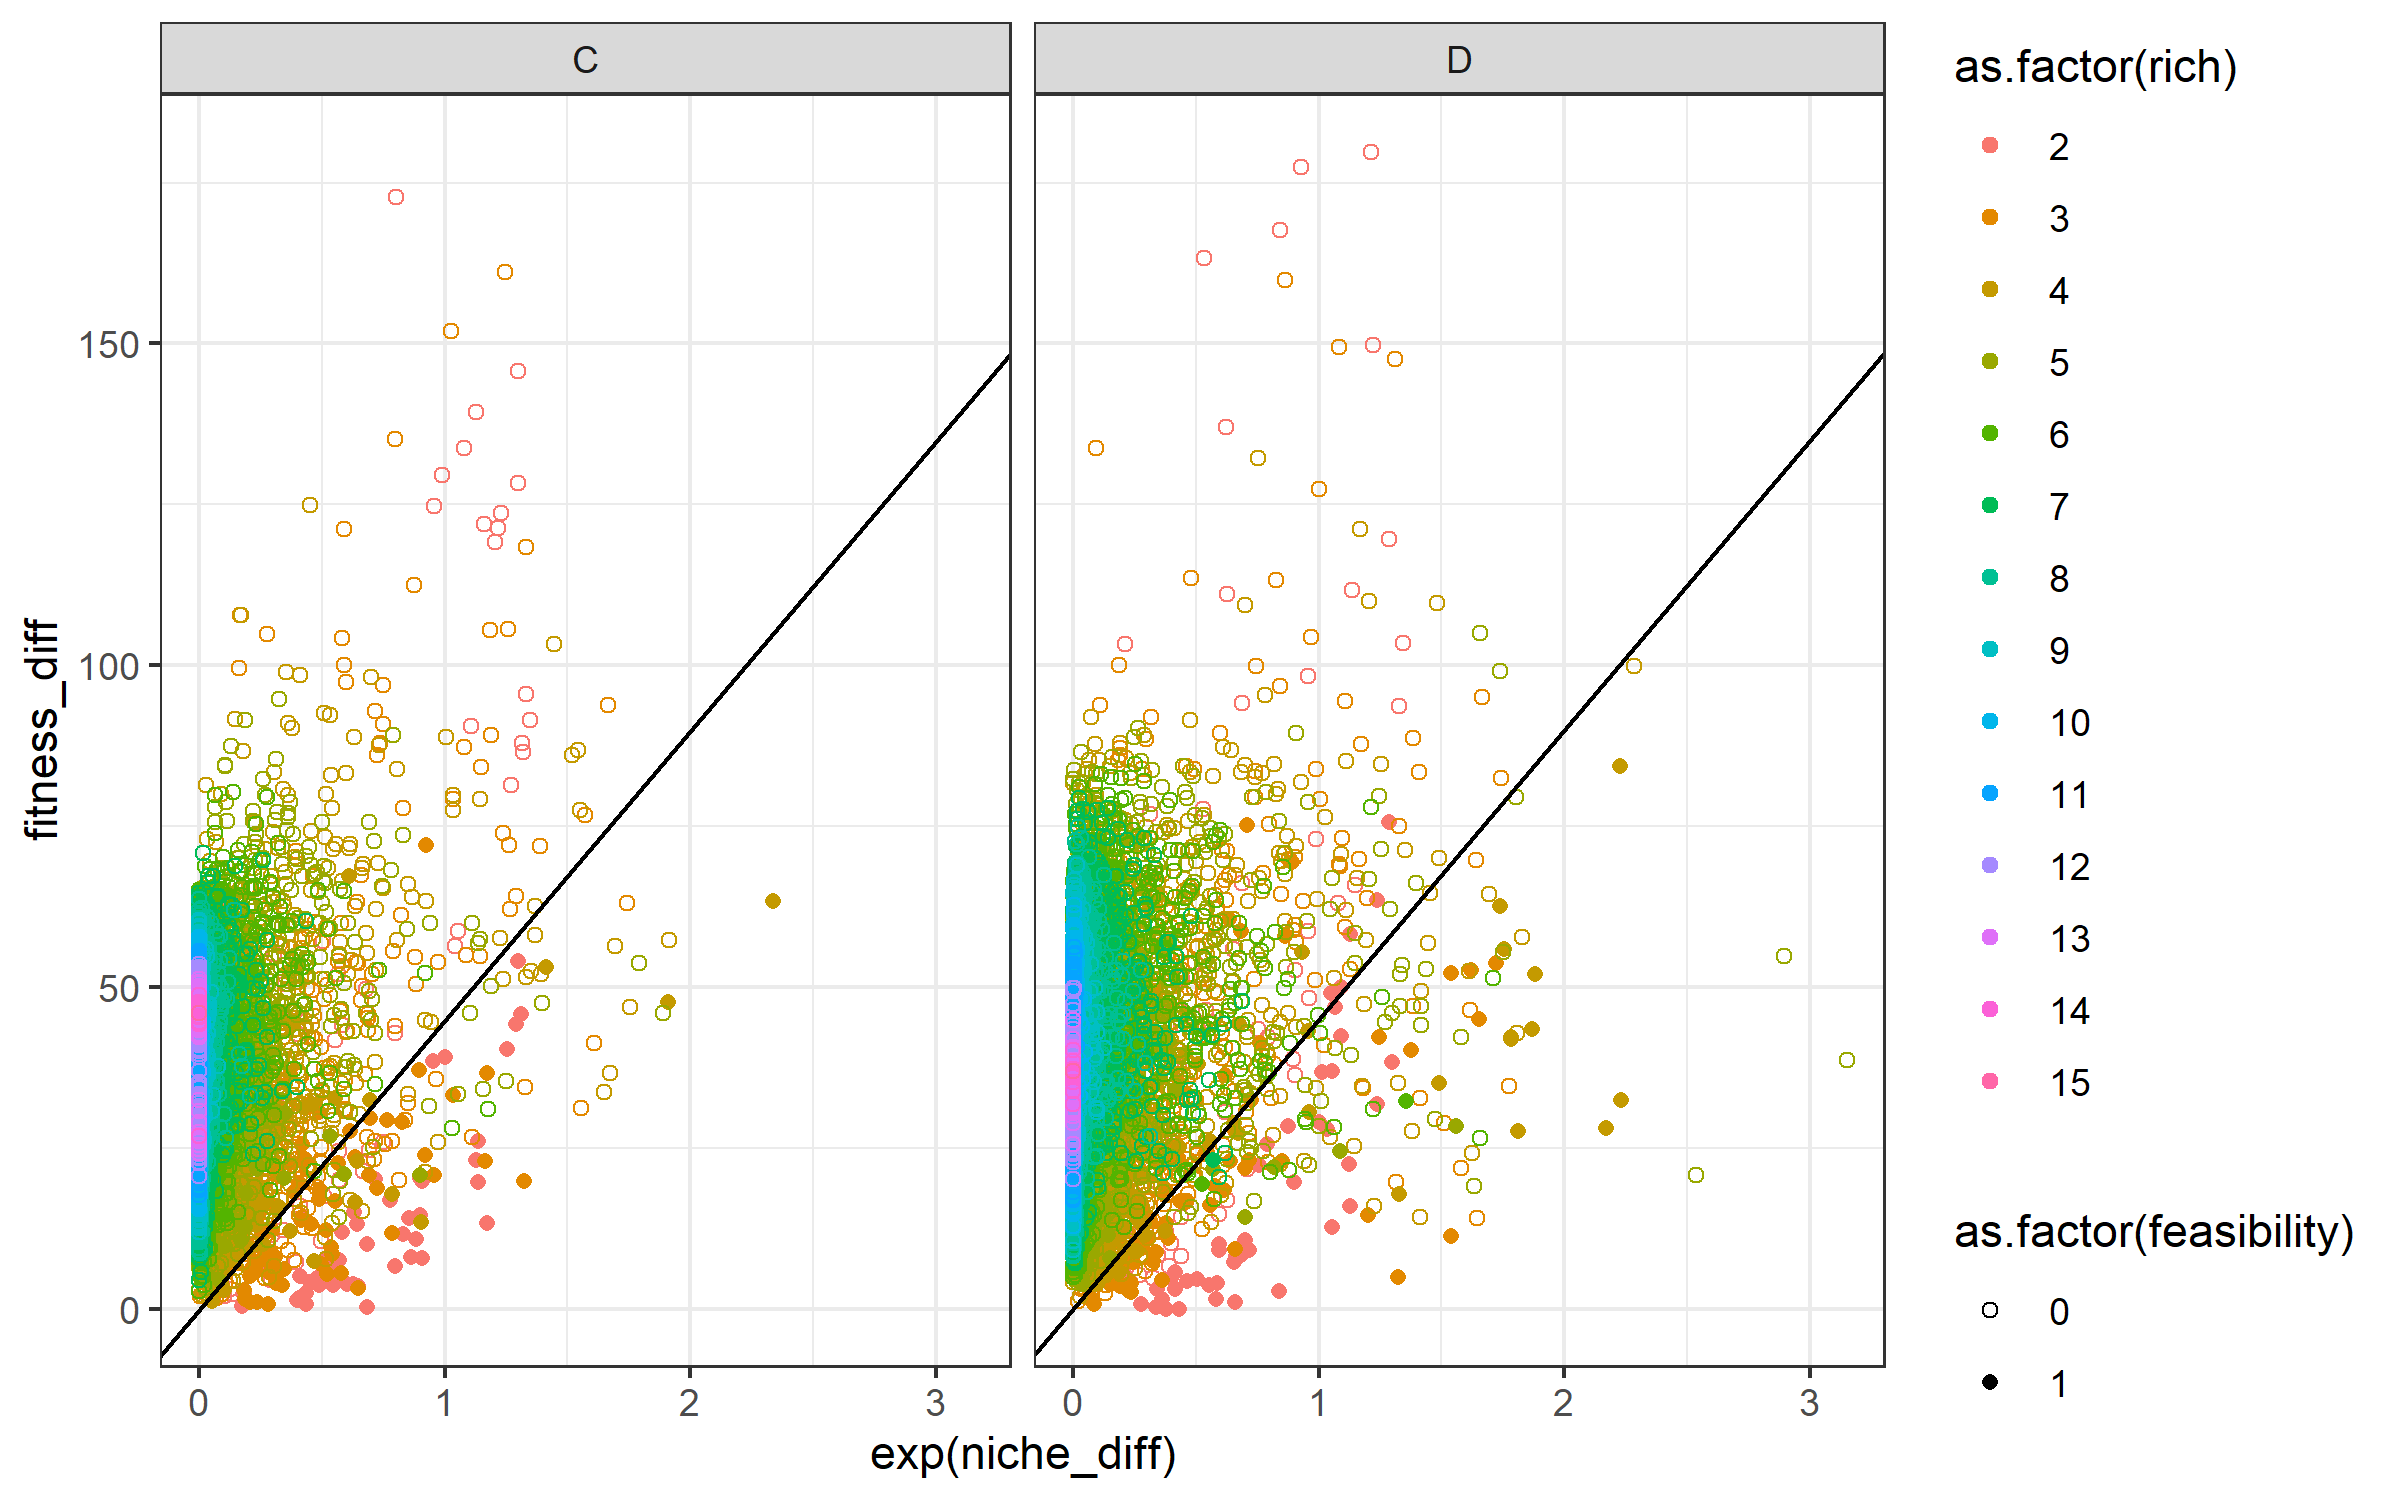 C
D
fitness_diff
150
100
50
0
0 1 2 3
0 1 2 3
exp(niche_diff)
as.factor(rich)
2
3
4
5
6
7
8
9
10
11
12
13
14
15
as.factor(feasibility)
0
1